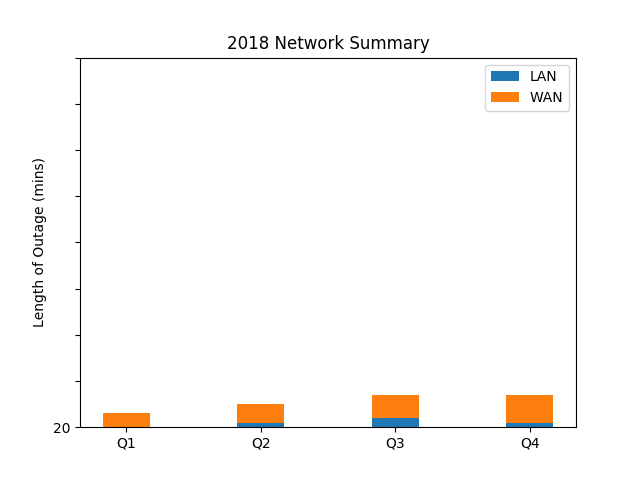 2018 Network Summary
LAN
WAN
Length of Outage (mins)
20
Q1 Q2 Q3 Q4